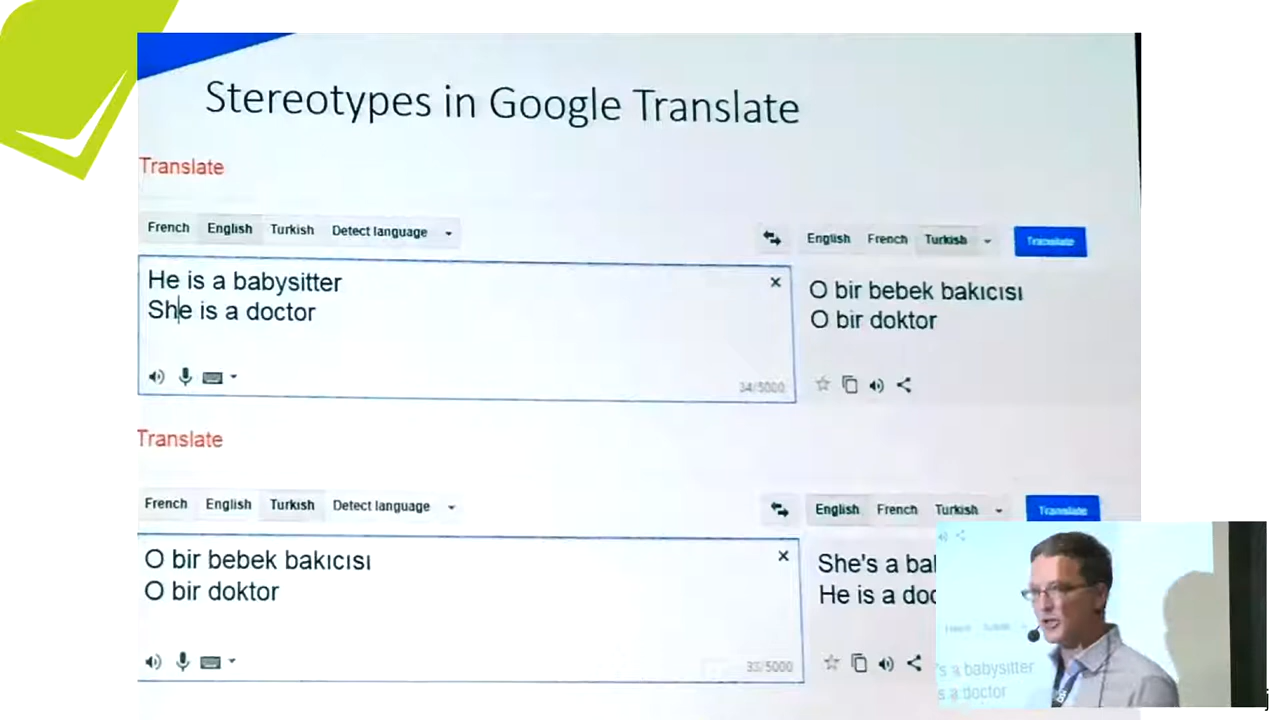 Stereotypes in Google Translate
Translate
French English Turkish Detect language
English French Turkish Translate
He is a babysitter
She is a doctor
34/5000
O bir bebek bakıcısı
O bir doktor
Translate
French English Turkish Detect language
English French Turkish Translate
O bir bebek bakıcısı
O bir doktor
33/5000
She's a
He is a
's a babysitter
s a doctor